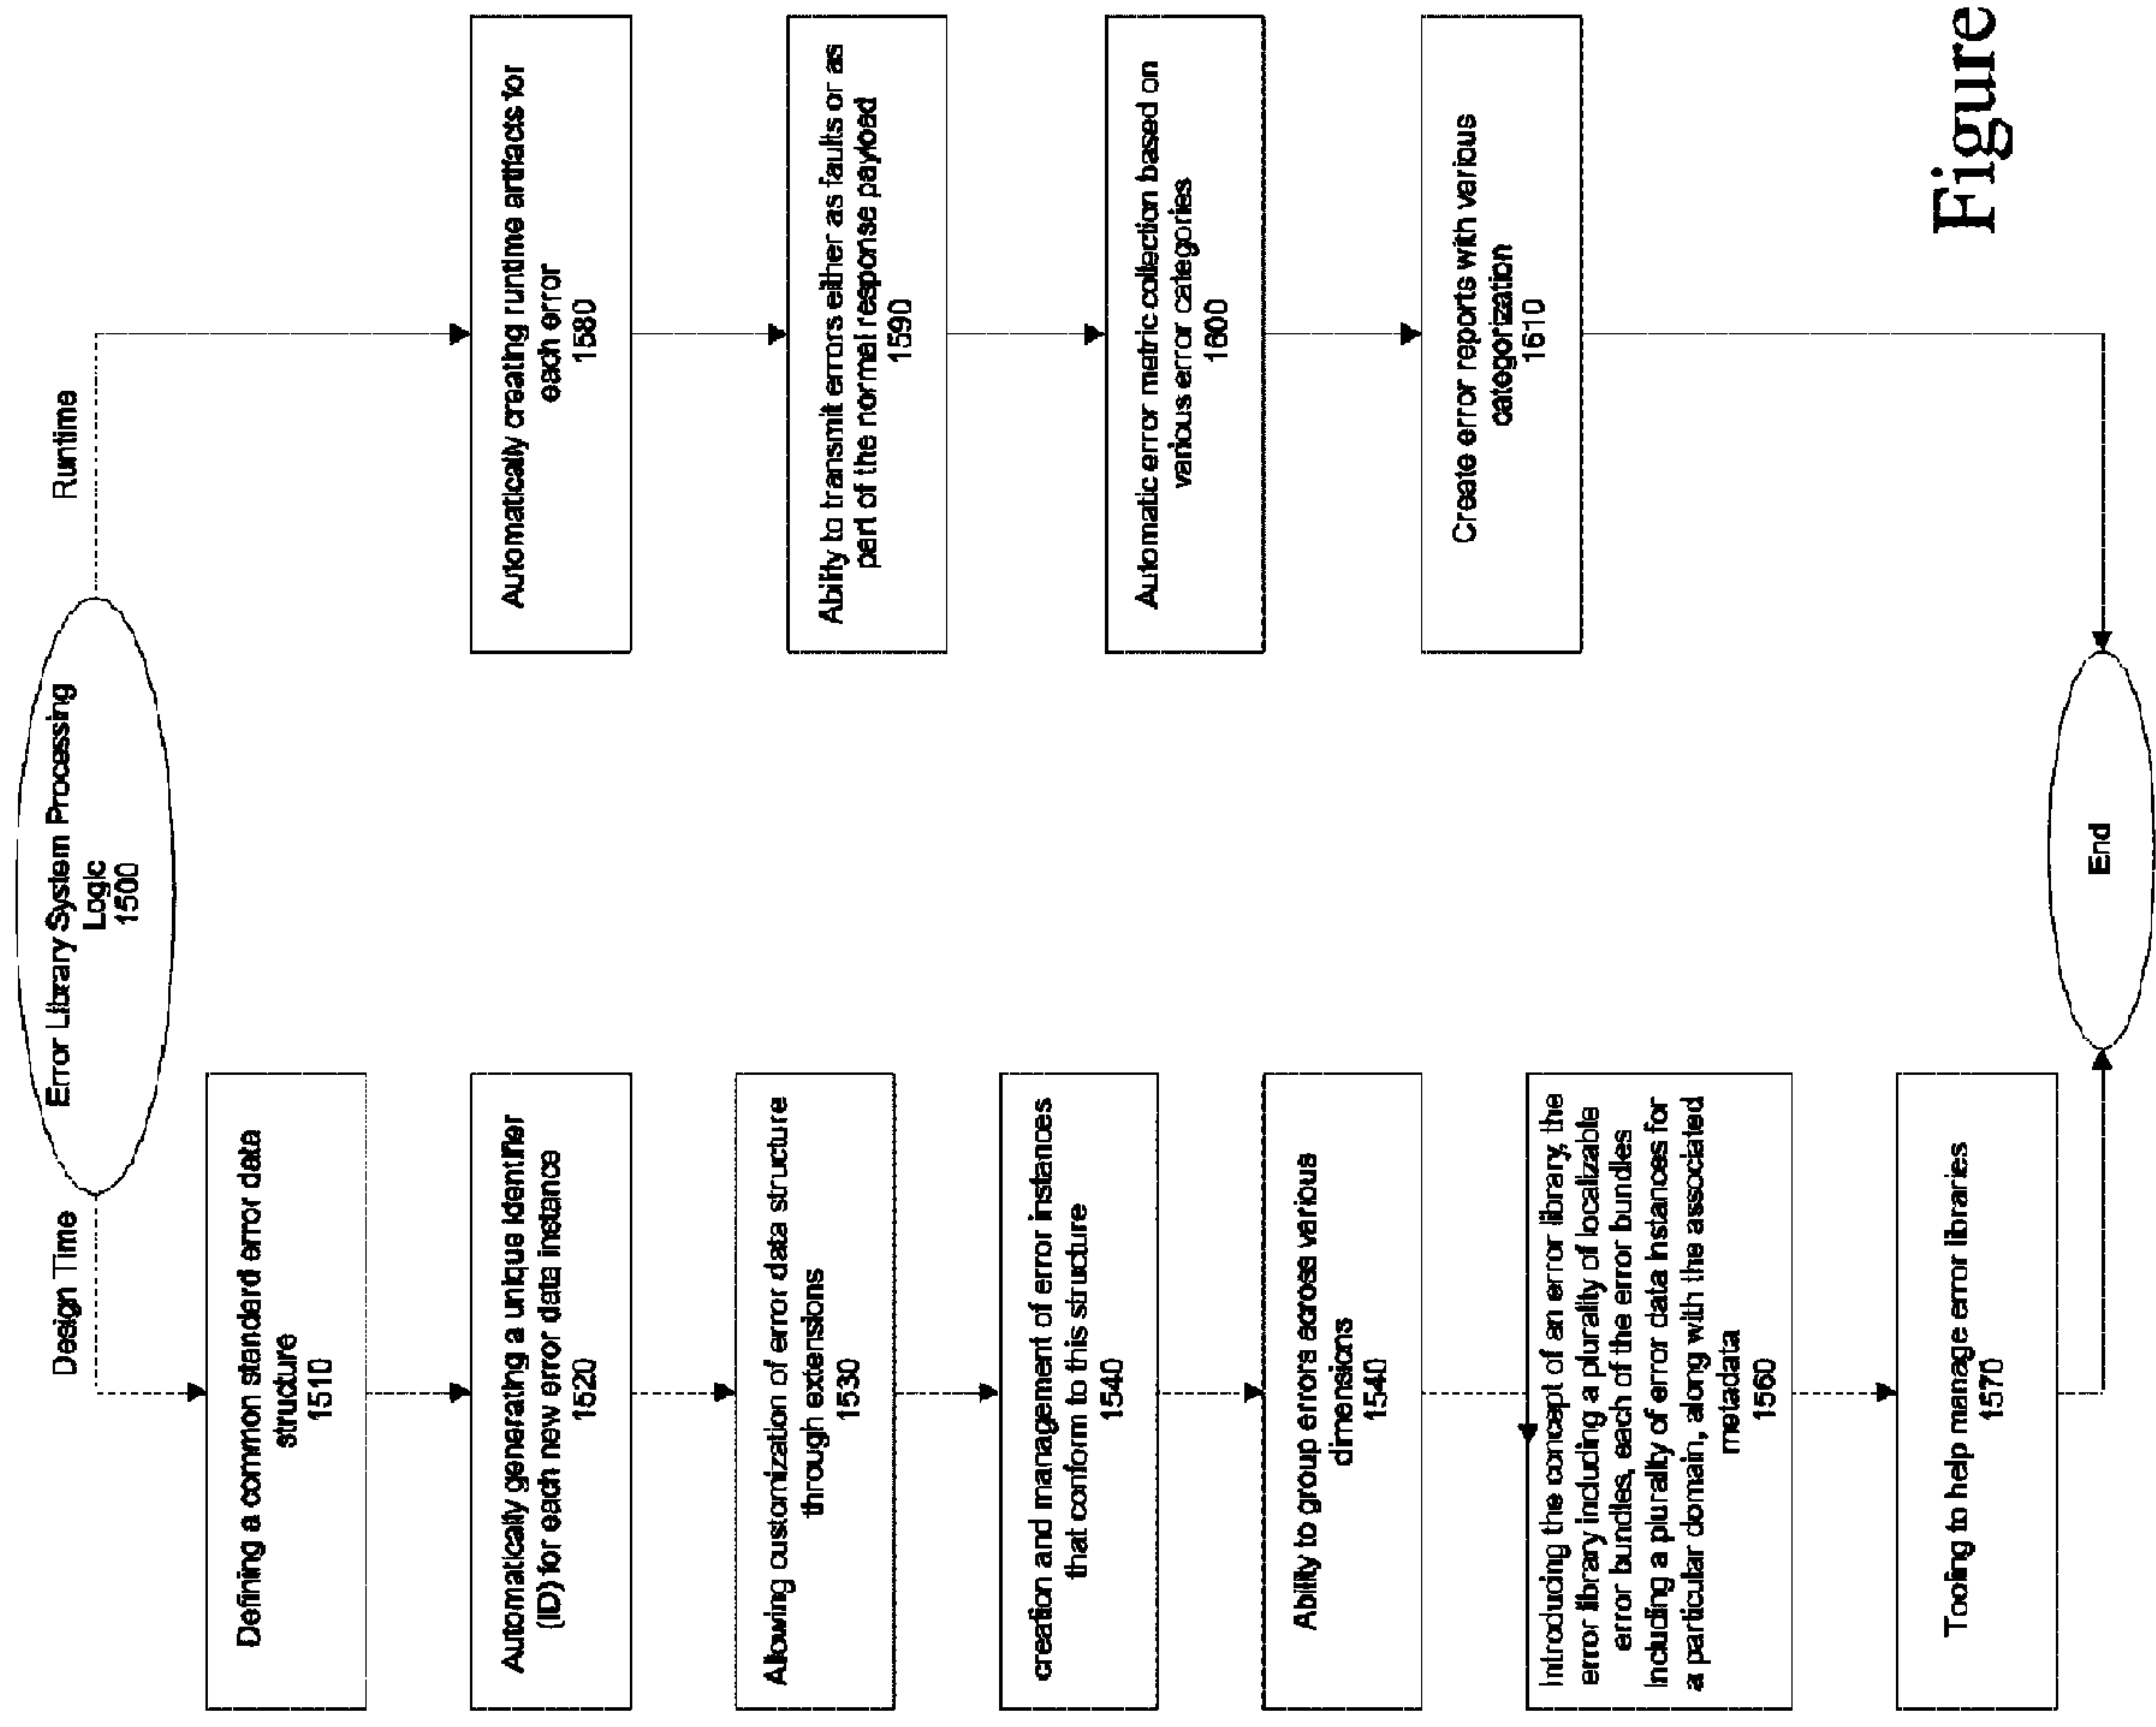 Error Library System Processing
Logic
1500
Design Time
Runtime
Defining a common standard error data
structure
1510
Automatically generating a unique identifier
(ID) for each new error data instance
1520
Allowing customization of error data structure
through extensions
1530
creation and management of error instances
that conform to this structure
1540
Ability to group errors across various
dimensions
1540
Introducing the concept of an error library, the
error library including a plurality of localizable
error bundles, each of the error bundles
including a plurality of error data instances for
a particular domain, along with the associated
metadata
1560
Tooling to help manage error libraries
1570
Automatically creating runtime artifacts for
each error
1580
Ability to transmit errors either as faults or as
part of the normal response payload
1590
Automatic error metric collection based on
various error categories
1600
Create error reports with various
categorization
1610
End
Figure